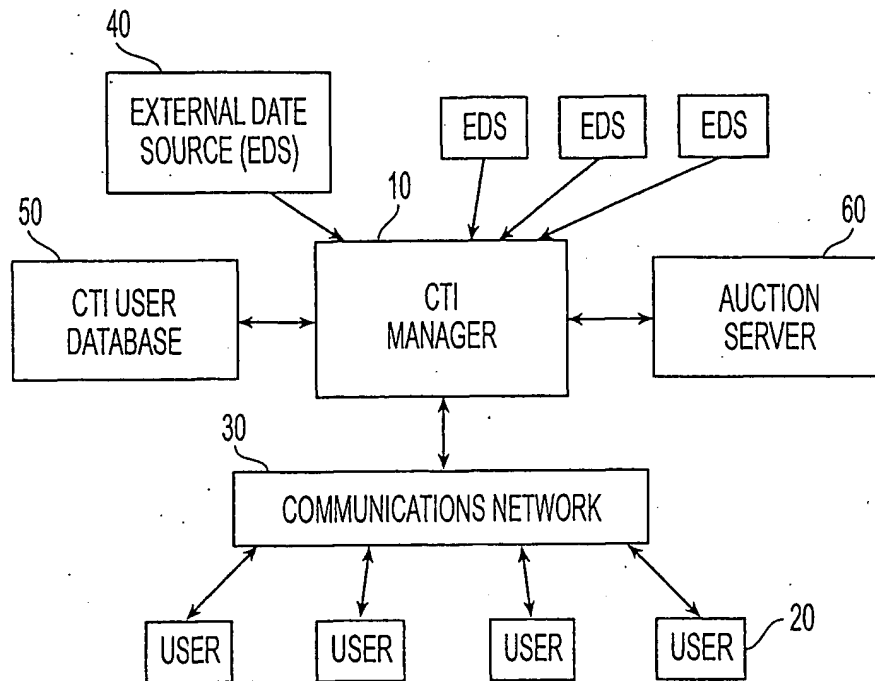 40
EXTERNAL DATE
SOURCE (EDS)
EDS
EDS
EDS
50
10
60
CTI USER
DATABASE
CTI
MANAGER
AUCTION
SERVER
30
COMMUNICATIONS NETWORK
USER
USER
USER
USER
20